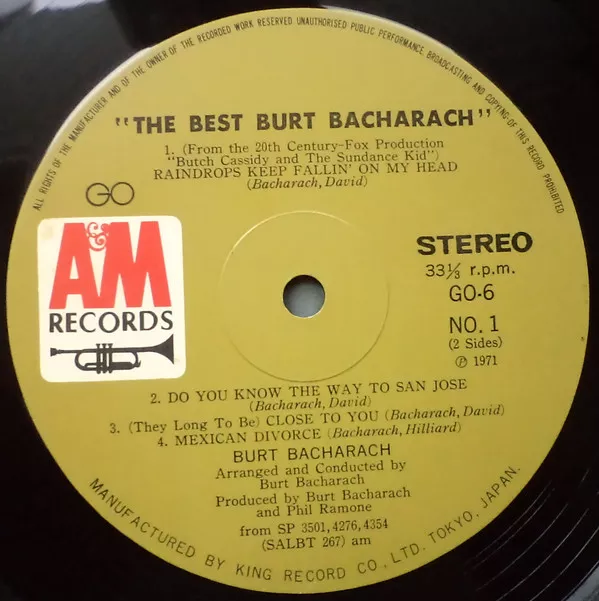 ALL RIGHTS OF THE MANUFACTURER AND OF THE OWNER OF THE RECORDED WORK RESERVED UNAUTHORISED PUBLIC PERFORMANCE, BROADCASTING AND COPYING OF THIS RECORD PROHIBITED
"THE BEST BURT BACHARACH"
1. (From the 20th Century-Fox Production
"Butch Cassidy and The Sundance Kid")
RAINDROPS KEEP FALLIN' ON MY HEAD
(Bacharach, David)
GO
A&M
RECORDS
STEREO
33⅓ r.p.m.
GO-6
NO. 1
(2 Sides)
℗ 1971
2. DO YOU KNOW THE WAY TO SAN JOSE
(Bacharach, David)
3. (They Long To Be) CLOSE TO YOU (Bacharach, David)
4. MEXICAN DIVORCE (Bacharach, Hilliard)
BURT BACHARACH
Arranged and Conducted by
Burt Bacharach
Produced by Burt Bacharach
and Phil Ramone
from SP 3501, 4276, 4354
(SALBT 267) am
MANUFACTURED BY KING RECORD CO., LTD. TOKYO, JAPAN.